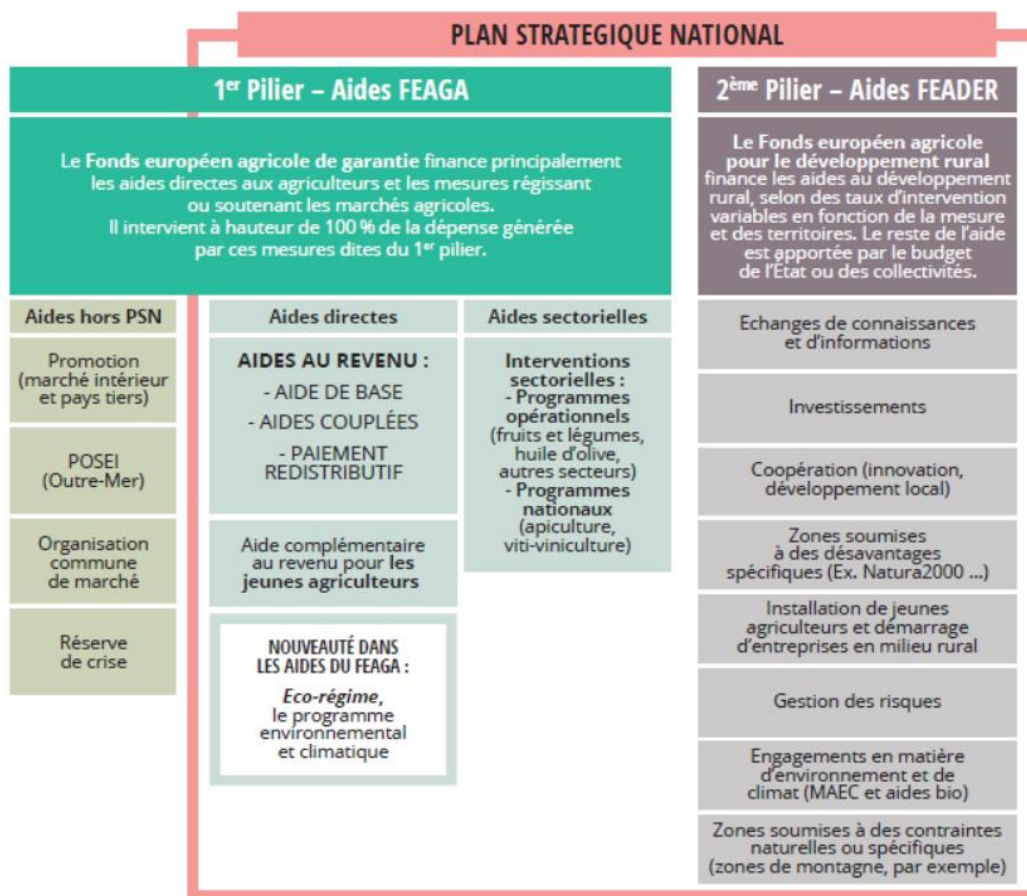 PLAN STRATEGIQUE NATIONAL
1er Pilier – Aides FEAGA
Le Fonds européen agricole de garantie finance principalement
les aides directes aux agriculteurs et les mesures régissant
ou soutenant les marchés agricoles.
Il intervient à hauteur de 100 % de la dépense générée
par ces mesures dites du 1er pilier.
2ème Pilier – Aides FEADER
Le Fonds européen agricole
pour le développement rural
finance les aides au développement
rural, selon des taux d'intervention
variables en fonction de la mesure
et des territoires. Le reste de l'aide
est apportée par le budget
de l'État ou des collectivités.
Aides hors PSN
Promotion
(marché intérieur
et pays tiers)
POSEI
(Outre-Mer)
Organisation
commune
de marché
Réserve
de crise
Aides directes
AIDES AU REVENU :
- AIDE DE BASE
- AIDES COUPLÉES
- PAIEMENT
REDISTRIBUTIF
Aide complémentaire
au revenu pour les
jeunes agriculteurs
NOUVEAUTÉ DANS
LES AIDES DU FEAGA :
Eco-régime,
le programme
environnemental
et climatique
Aides sectorielles
Interventions
sectorielles :
- Programmes
opérationnels
(fruits et légumes,
huile d'olive,
autres secteurs)
- Programmes
nationaux
(apiculture,
viti-viniculture)
Echanges de connaissances
et d'informations
Investissements
Coopération (innovation,
développement local)
Zones soumises
à des désavantages
spécifiques (Ex. Natura2000 ...)
Installation de jeunes
agriculteurs et démarrage
d'entreprises en milieu rural
Gestion des risques
Engagements en matière
d'environnement et de
climat (MAEC et aides bio)
Zones soumises à des contraintes
naturelles ou spécifiques
(zones de montagne, par exemple)